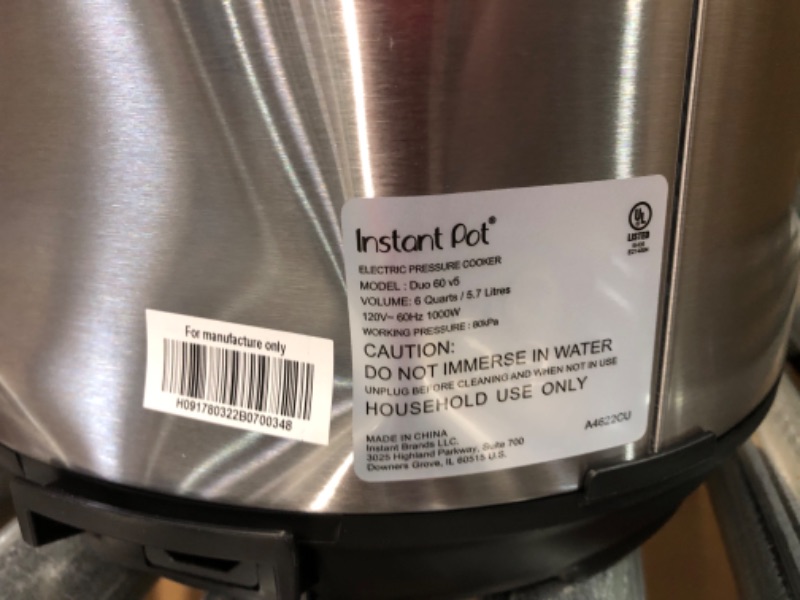 Instant Pot®
ELECTRIC PRESSURE COOKER
MODEL : Duo 60 v5
VOLUME: 6 Quarts / 5.7 Litres
120V~ 60Hz 1000W
WORKING PRESSURE : 80kPa
CAUTION:
DO NOT IMMERSE IN WATER
UNPLUG BEFORE CLEANING AND WHEN NOT IN USE
HOUSEHOLD USE ONLY
MADE IN CHINA
Instant Brands LLC.
3025 Highland Parkway, Suite 700
Downers Grove, IL 60515 U.S.
A4622CU
UL
LISTED
For manufacture only
H091780322B0700348